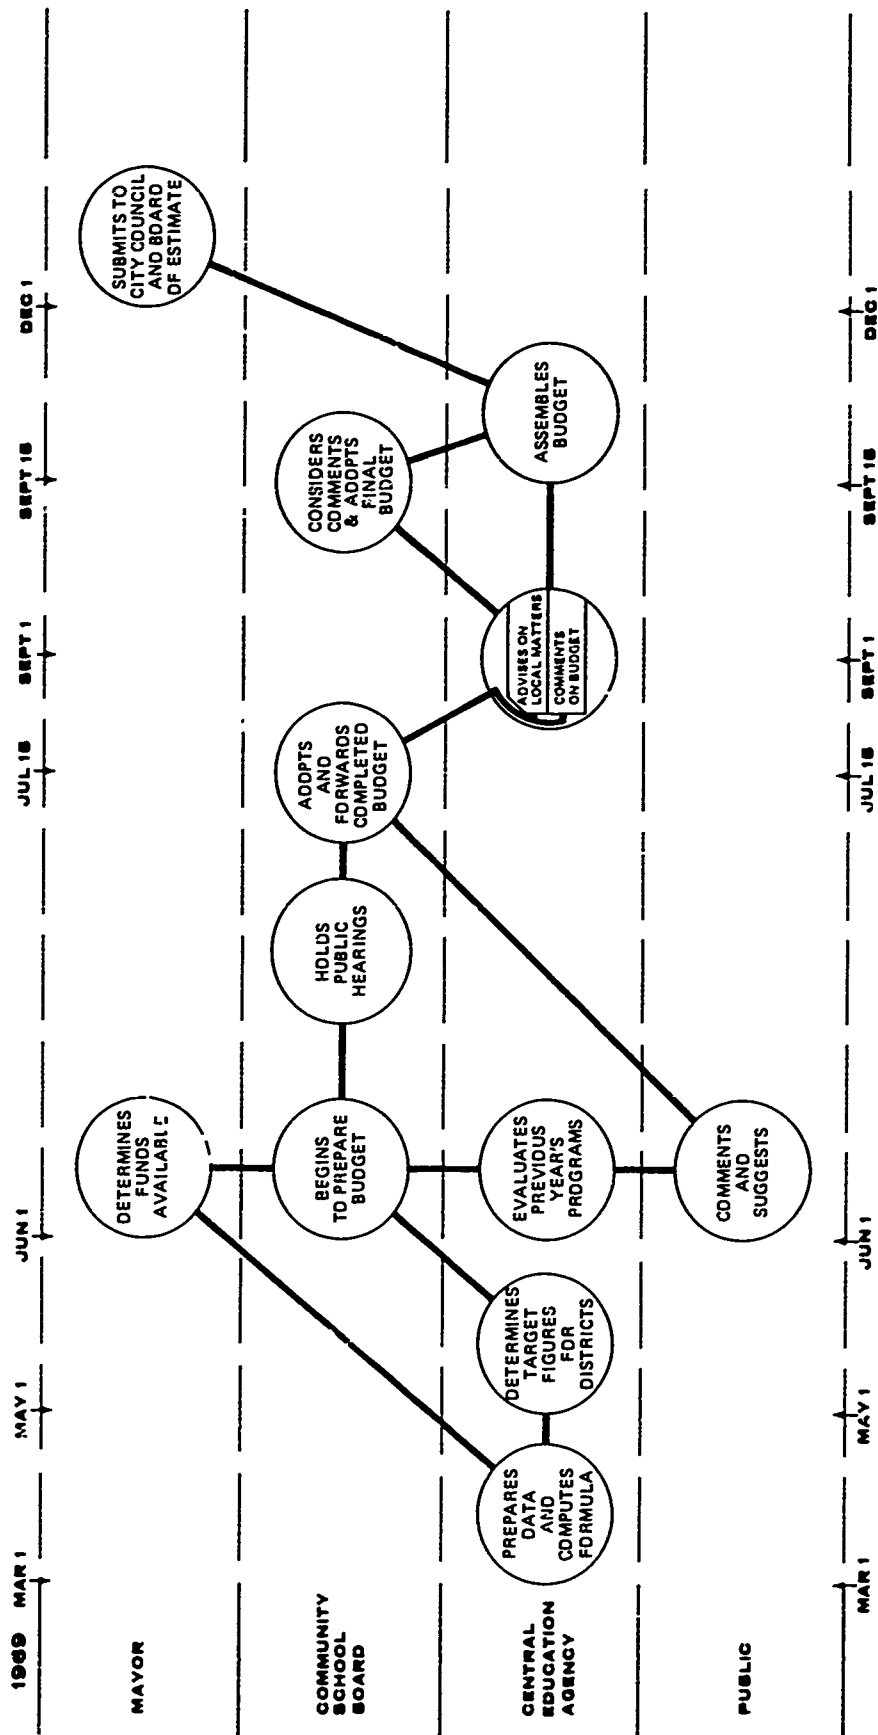 1969 MAR 1 MAY 1 JUN 1 JUL 15 SEPT 1 SEPT 15 DEC 1
MAYOR
DETERMINES
FUNDS
AVAILABLE
SUBMITS TO
CITY COUNCIL
AND BOARD
OF ESTIMATE
COMMUNITY
SCHOOL
BOARD
BEGINS
TO PREPARE
BUDGET
HOLDS
PUBLIC
HEARINGS
ADOPTS
AND
FORWARDS
COMPLETED
BUDGET
CONSIDERS
COMMENTS
& ADOPTS
FINAL
BUDGET
CENTRAL
EDUCATION
AGENCY
PREPARES
DATA
AND
COMPUTES
FORMULA
DETERMINES
TARGET
FIGURES
FOR
DISTRICTS
EVALUATES
PREVIOUS
YEAR'S
PROGRAMS
ADVISES ON
LOCAL MATTERS
COMMENTS
ON BUDGET
ASSEMBLES
BUDGET
PUBLIC
COMMENTS
AND
SUGGESTS
MAR 1 MAY 1 JUN 1 JUL 15 SEPT 1 SEPT 15 DEC 1